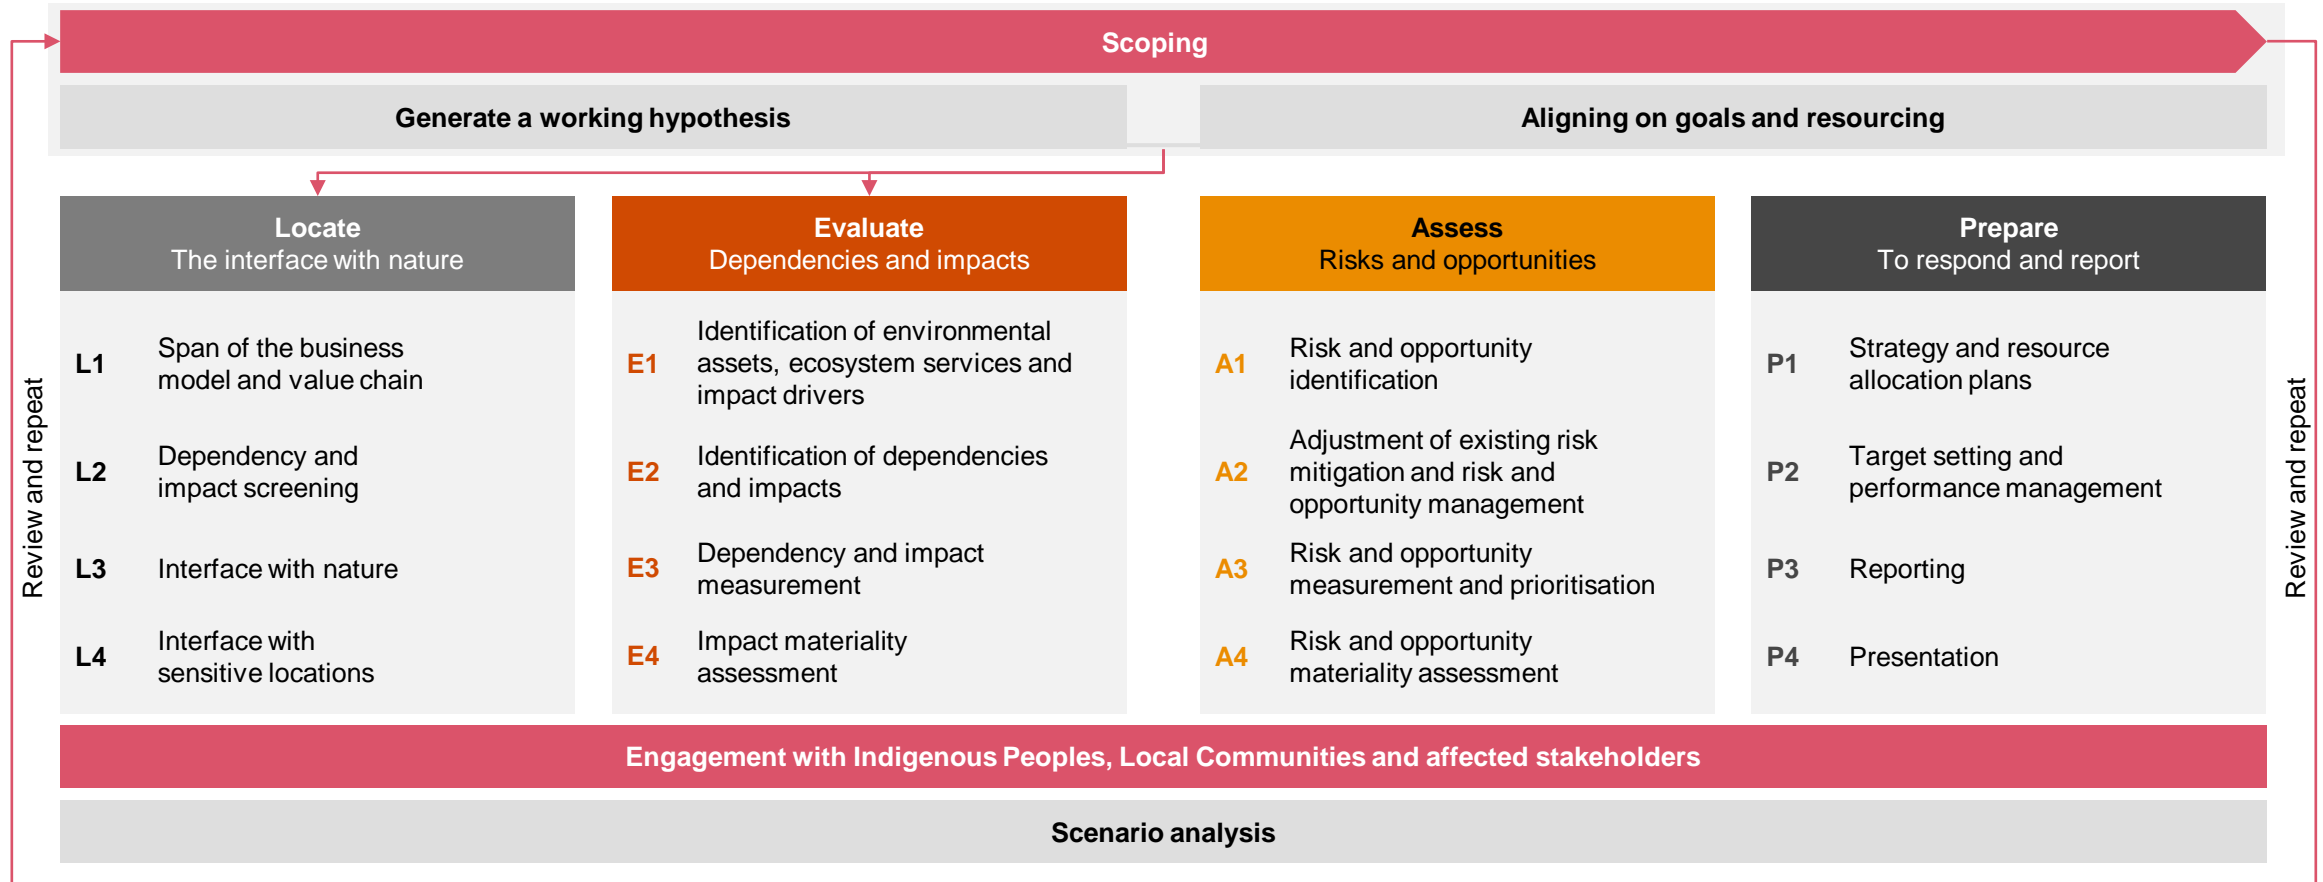 Scoping
Generate a working hypothesis
Aligning on goals and resourcing
Review and repeat
Locate
The interface with nature
L1
Span of the business
model and value chain
L2
Dependency and
impact screening
L3
Interface with nature
L4
Interface with
sensitive locations
Evaluate
Dependencies and impacts
E1
Identification of environmental
assets, ecosystem services and
impact drivers
E2
Identification of dependencies
and impacts
E3
Dependency and impact
measurement
E4
Impact materiality
assessment
Assess
Risks and opportunities
A1
Risk and opportunity
identification
A2
Adjustment of existing risk
mitigation and risk and
opportunity management
A3
Risk and opportunity
measurement and prioritisation
A4
Risk and opportunity
materiality assessment
Prepare
To respond and report
P1
Strategy and resource
allocation plans
P2
Target setting and
performance management
P3
Reporting
P4
Presentation
Review and repeat
Engagement with Indigenous Peoples, Local Communities and affected stakeholders
Scenario analysis